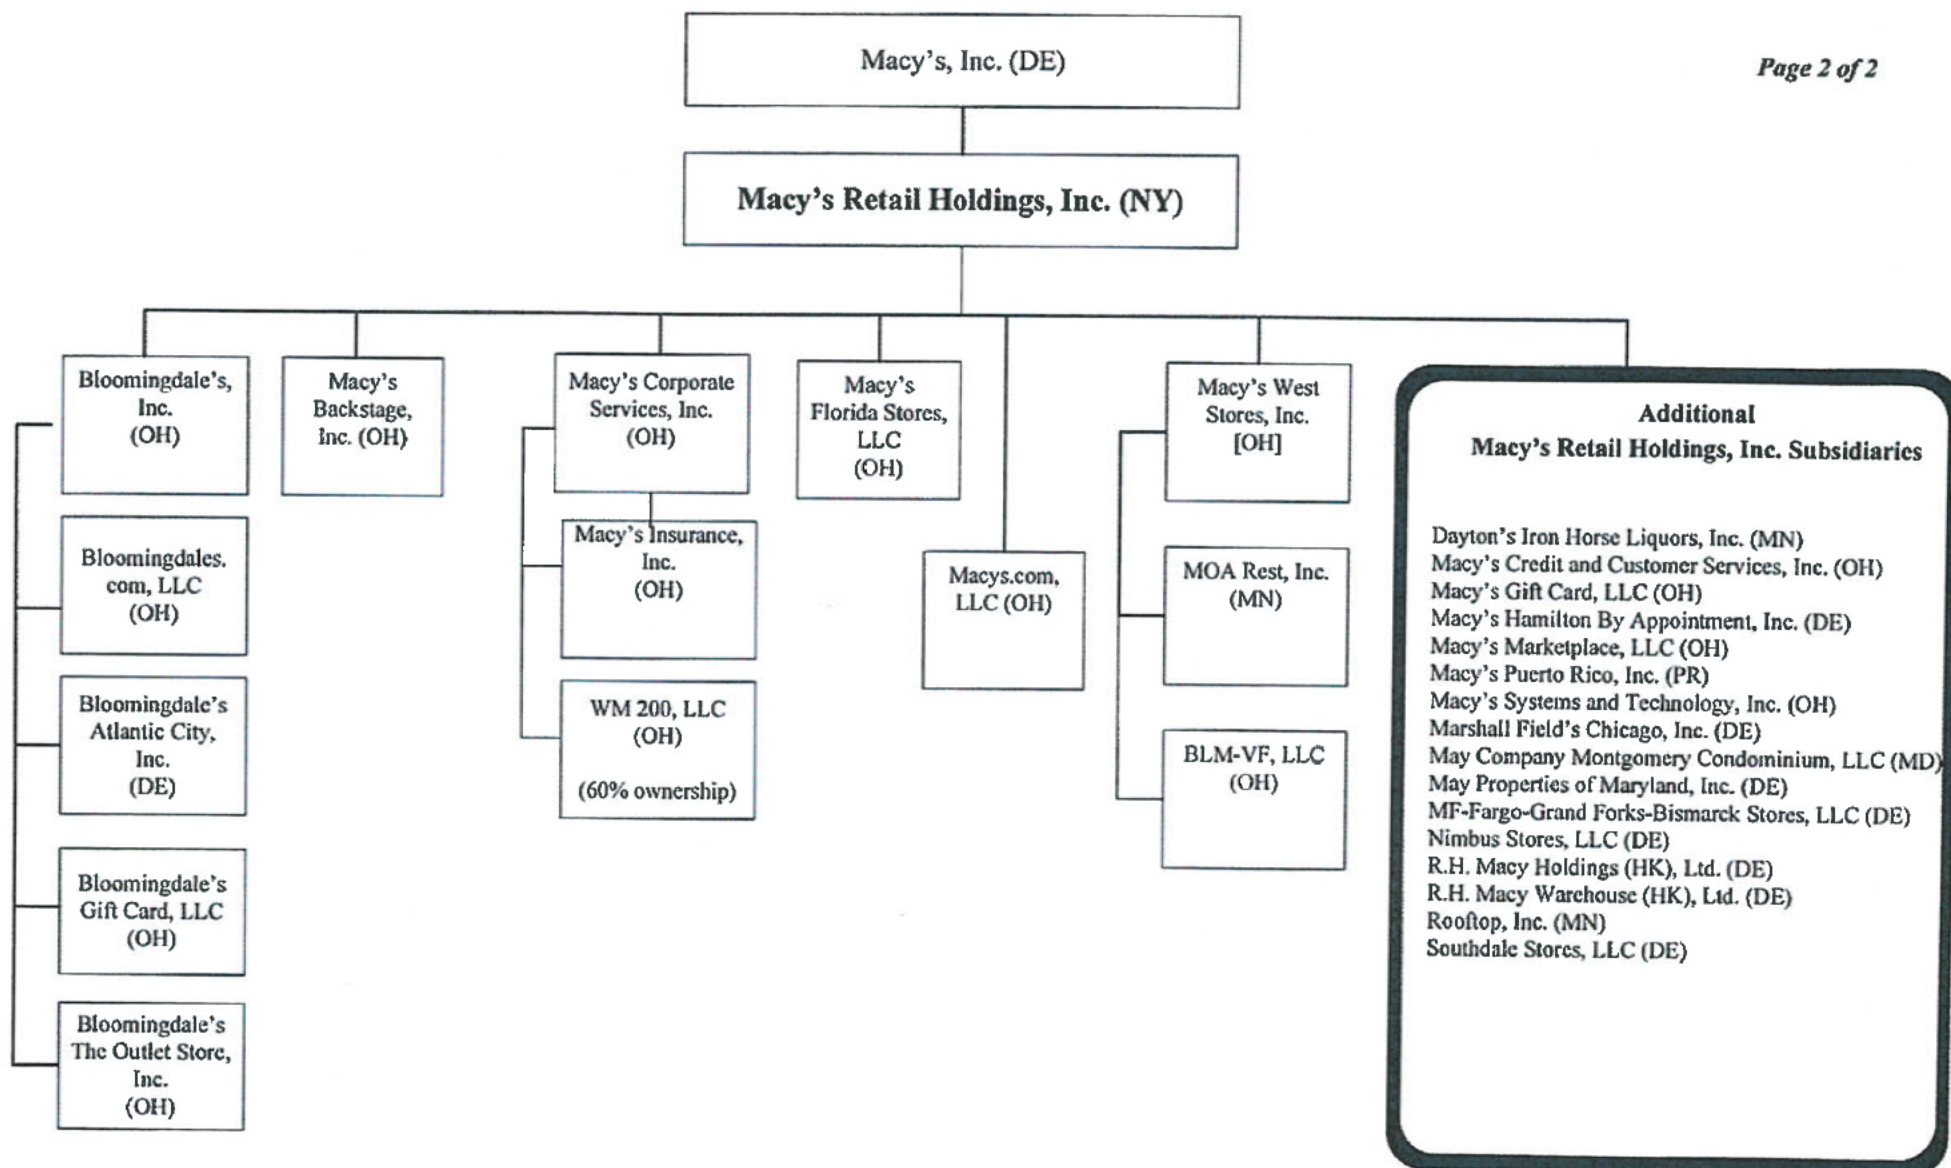 Macy's, Inc. (DE)
Page 2 of 2
Macy's Retail Holdings, Inc. (NY)
Bloomingdale's,
Inc.
(OH)
Macy's
Backstage,
Inc. (OH)
Macy's Corporate
Services, Inc.
(OH)
Macy's
Florida Stores,
LLC
(OH)
Macy's West
Stores, Inc.
[OH]
Bloomingdales.
com, LLC
(OH)
Macy's Insurance,
Inc.
(OH)
Macys.com,
LLC (OH)
MOA Rest, Inc.
(MN)
Bloomingdale's
Atlantic City,
Inc.
(DE)
WM 200, LLC
(OH)
(60% ownership)
BLM-VF, LLC
(OH)
Bloomingdale's
Gift Card, LLC
(OH)
Bloomingdale's
The Outlet Store,
Inc.
(OH)
Additional
Macy's Retail Holdings, Inc. Subsidiaries
Dayton's Iron Horse Liquors, Inc. (MN)
Macy's Credit and Customer Services, Inc. (OH)
Macy's Gift Card, LLC (OH)
Macy's Hamilton By Appointment, Inc. (DE)
Macy's Marketplace, LLC (OH)
Macy's Puerto Rico, Inc. (PR)
Macy's Systems and Technology, Inc. (OH)
Marshall Field's Chicago, Inc. (DE)
May Company Montgomery Condominium, LLC (MD)
May Properties of Maryland, Inc. (DE)
MF-Fargo-Grand Forks-Bismarck Stores, LLC (DE)
Nimbus Stores, LLC (DE)
R.H. Macy Holdings (HK), Ltd. (DE)
R.H. Macy Warehouse (HK), Ltd. (DE)
Rooftop, Inc. (MN)
Southdale Stores, LLC (DE)